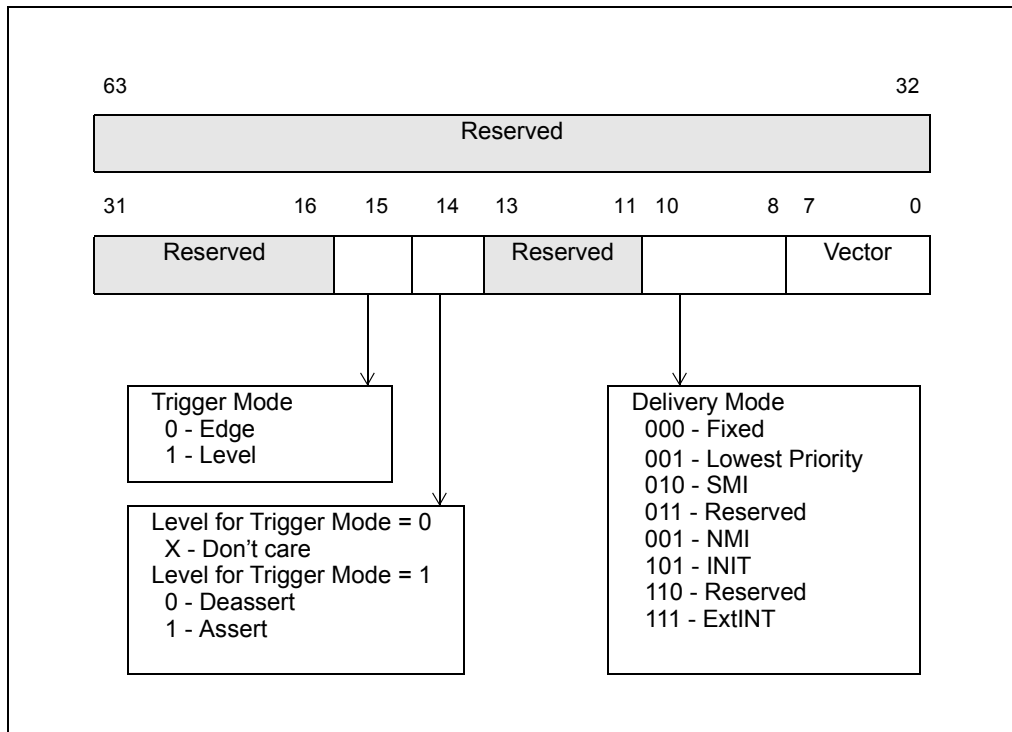 63 32
Reserved
31 16 15 14 13 11 10 8 7 0
Reserved Reserved Vector
Trigger Mode
0 - Edge
1 - Level
Level for Trigger Mode = 0
X - Don’t care
Level for Trigger Mode = 1
0 - Deassert
1 - Assert
Delivery Mode
000 - Fixed
001 - Lowest Priority
010 - SMI
011 - Reserved
001 - NMI
101 - INIT
110 - Reserved
111 - ExtINT